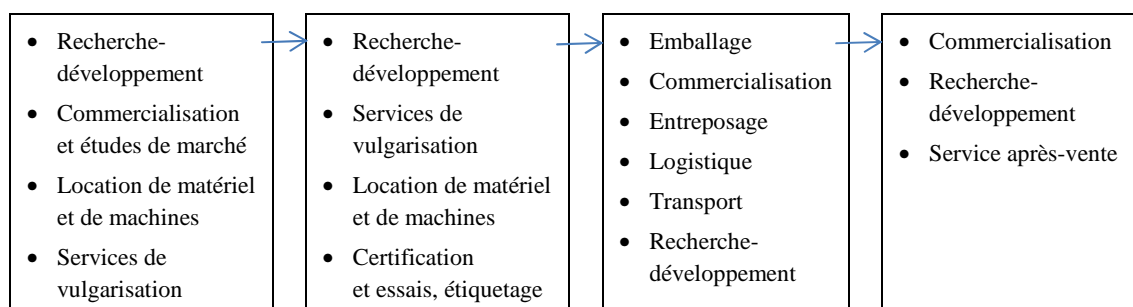 • Recherche-
développement
• Commercialisation
et études de marché
• Location de matériel
et de machines
• Services de
vulgarisation
• Recherche-
développement
• Services de
vulgarisation
• Location de matériel
et de machines
• Certification
et essais, étiquetage
• Emballage
• Commercialisation
• Entreposage
• Logistique
• Transport
• Recherche-
développement
• Commercialisation
• Recherche-
développement
• Service après-vente